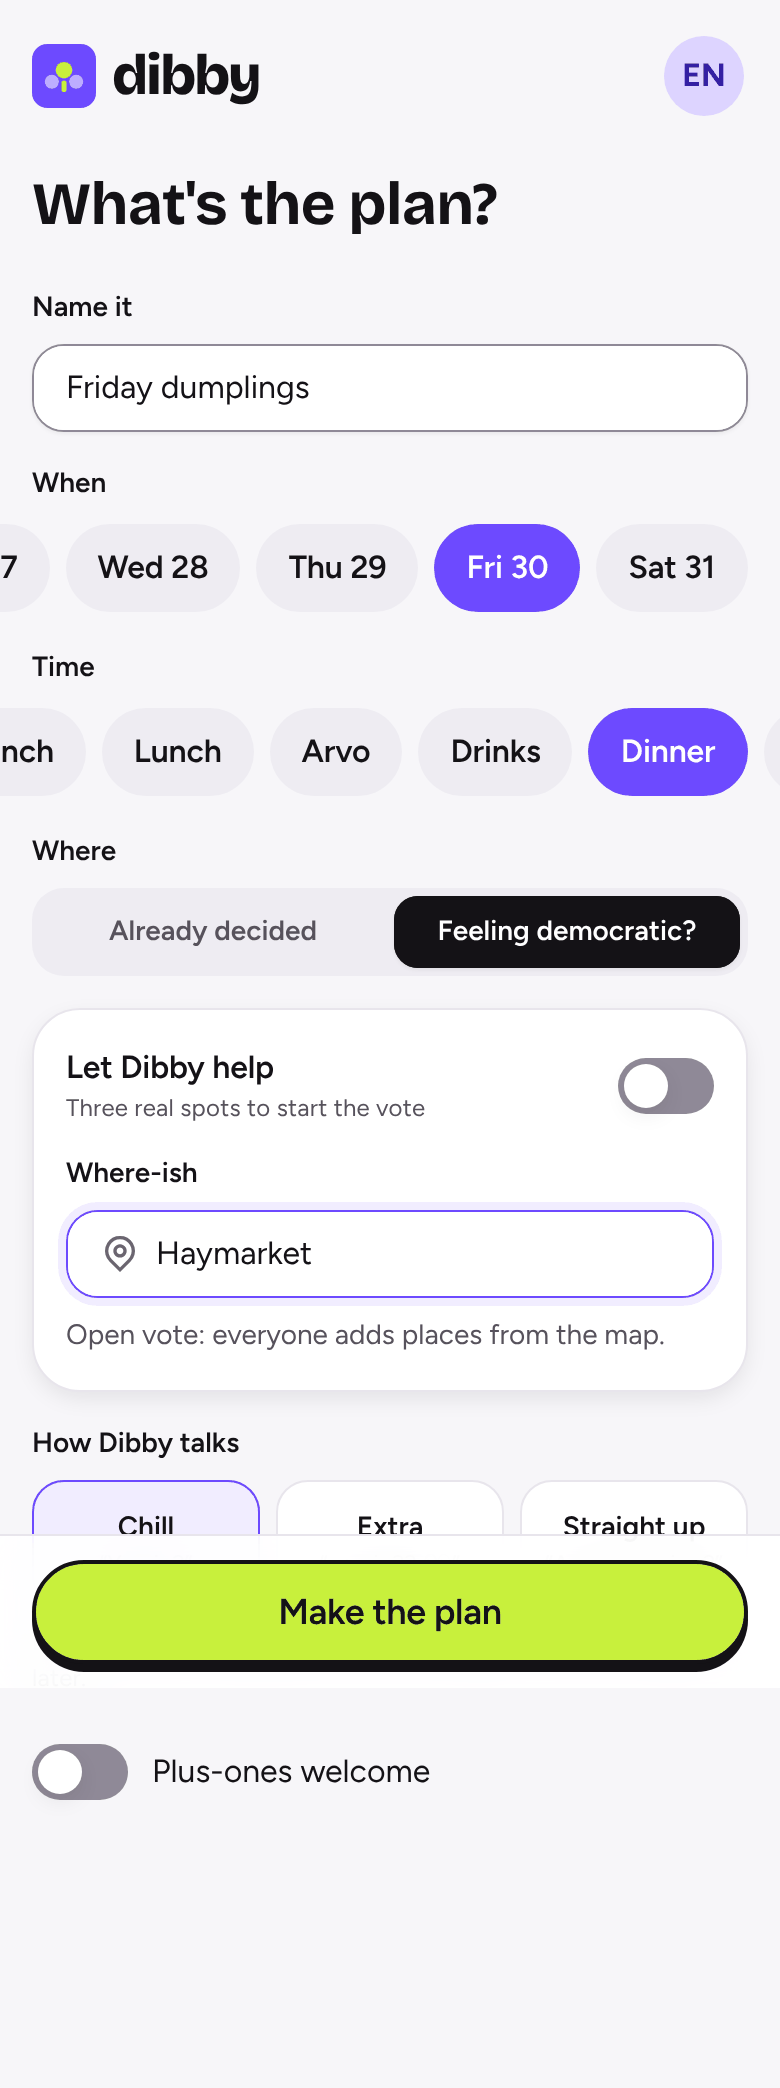 dibby
EN
What's the plan?
Name it
Friday dumplings
When
7 Wed 28 Thu 29 Fri 30 Sat 31
Time
nch Lunch Arvo Drinks Dinner
Where
Already decided Feeling democratic?
Let Dibby help
Three real spots to start the vote
Where-ish
Haymarket
Open vote: everyone adds places from the map.
How Dibby talks
Chill Extra Straight up
Make the plan
later.
Plus-ones welcome